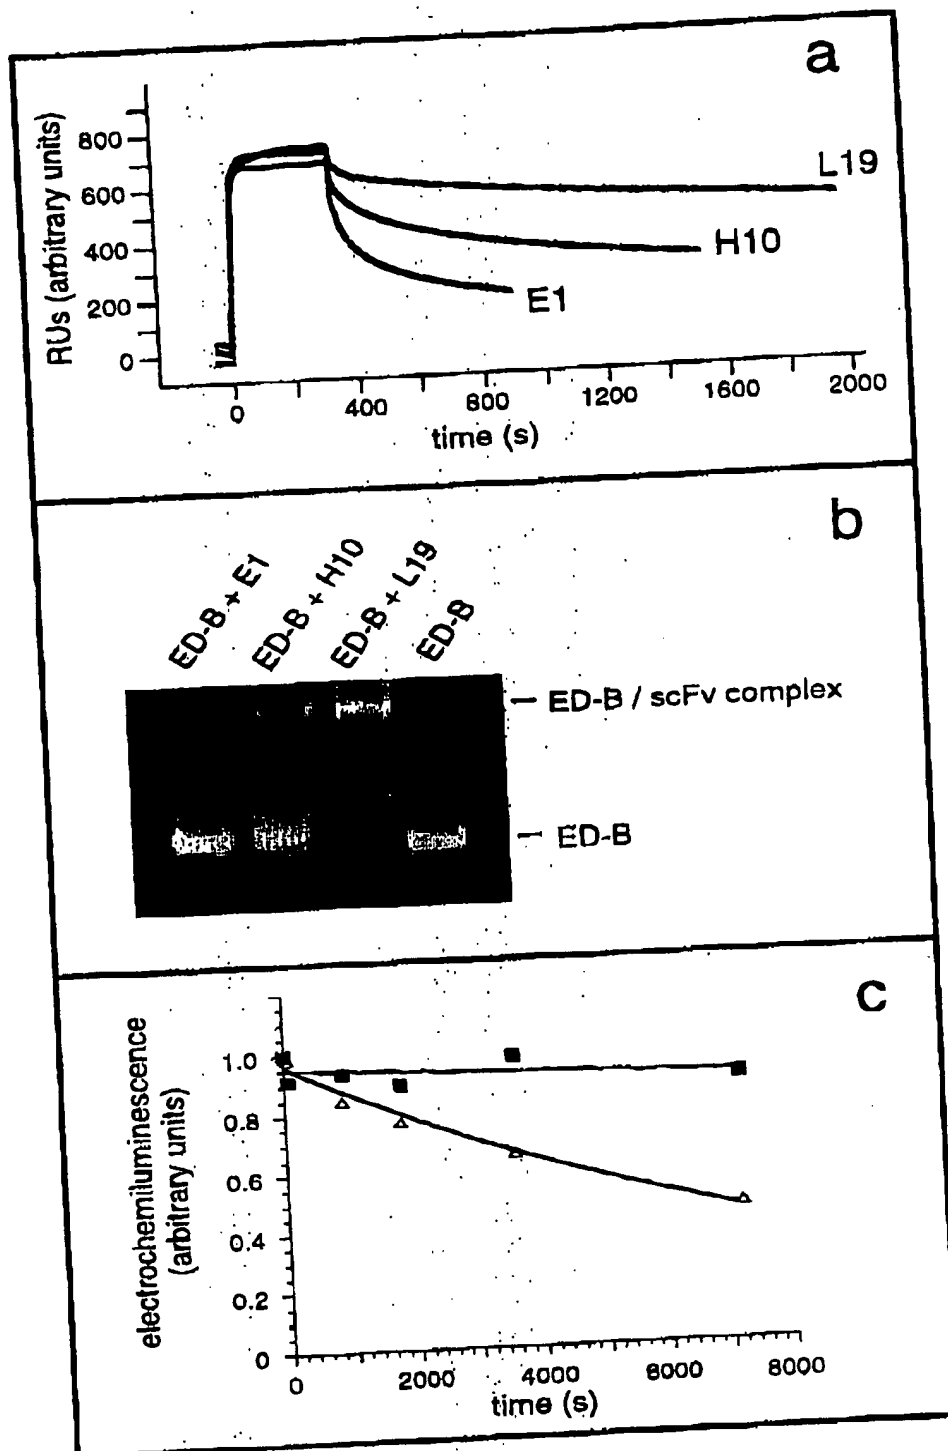 a
RUs (arbitrary units)
800
600
400
200
0
L19
H10
E1
0 400 800 1200 1600 2000
time (s)
b
ED-B + E1
ED-B + H10
ED-B + L19
ED-B
ED-B / scFv complex
ED-B
c
electrochemiluminescence
(arbitrary units)
1.0
0.8
0.6
0.4
0.2
0
0 2000 4000 6000 8000
time (s)